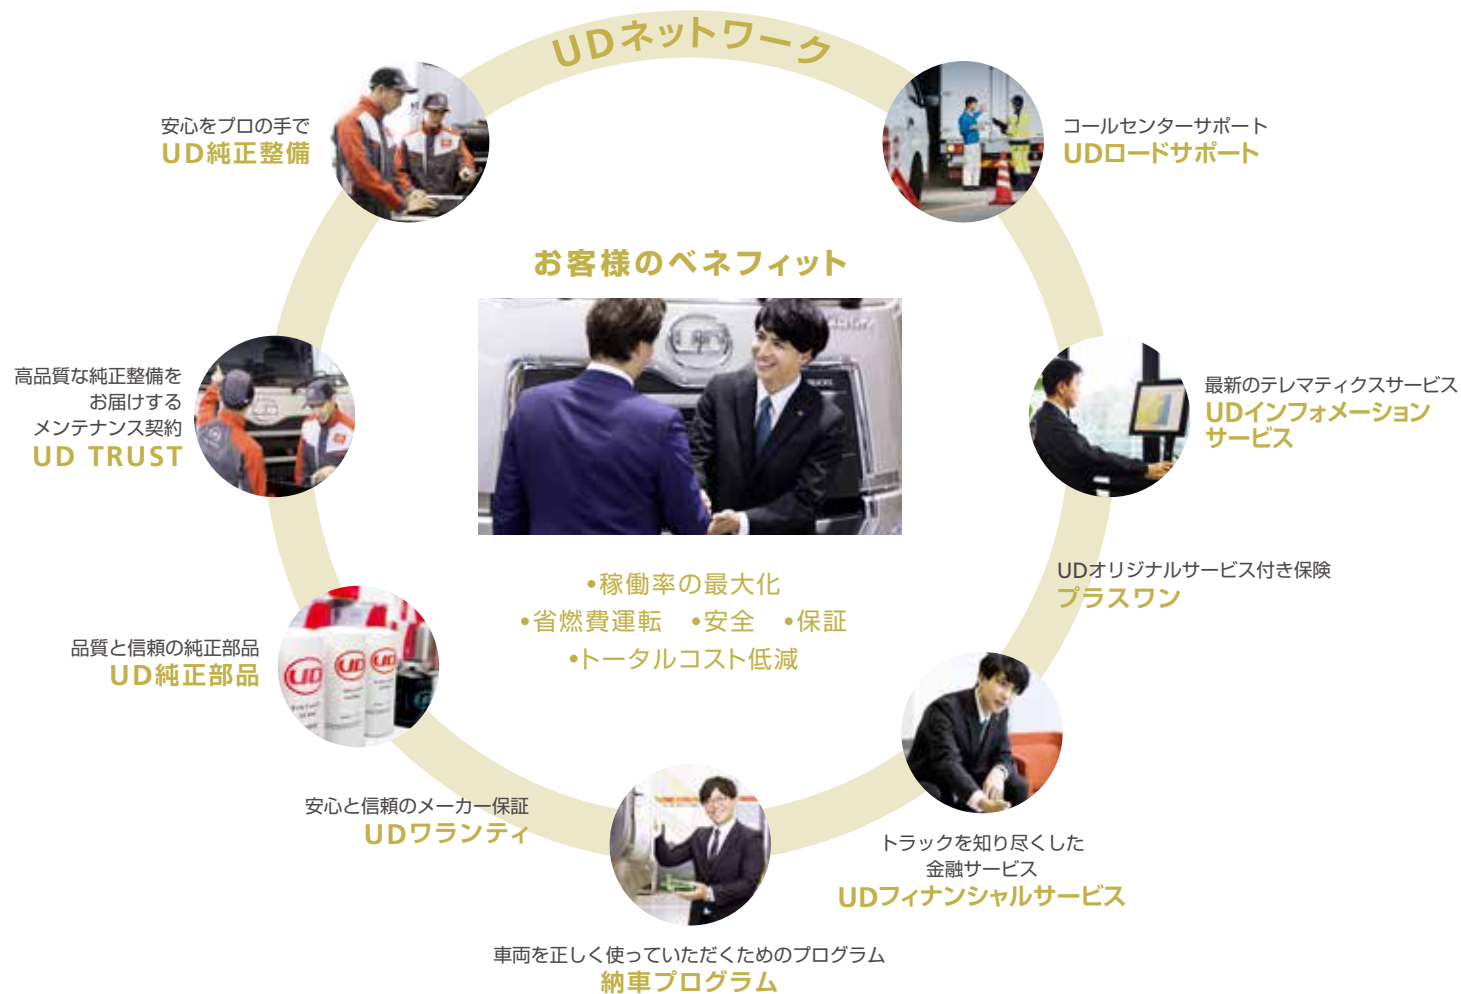 UDネットワーク
安心をプロの手で
UD純正整備
コールセンターサポート
UDロードサポート
お客様のベネフィット
高品質な純正整備を
お届けする
メンテナンス契約
UD TRUST
最新のテレマティクスサービス
UDインフォメーション
サービス
•稼働率の最大化
•省燃費運転 •安全 •保証
•トータルコスト低減
UDオリジナルサービス付き保険
プラスワン
品質と信頼の純正部品
UD純正部品
UD
UD
UD
安心と信頼のメーカー保証
UDワランティ
トラックを知り尽くした
金融サービス
UDフィナンシャルサービス
車両を正しく使っていただくためのプログラム
納車プログラム